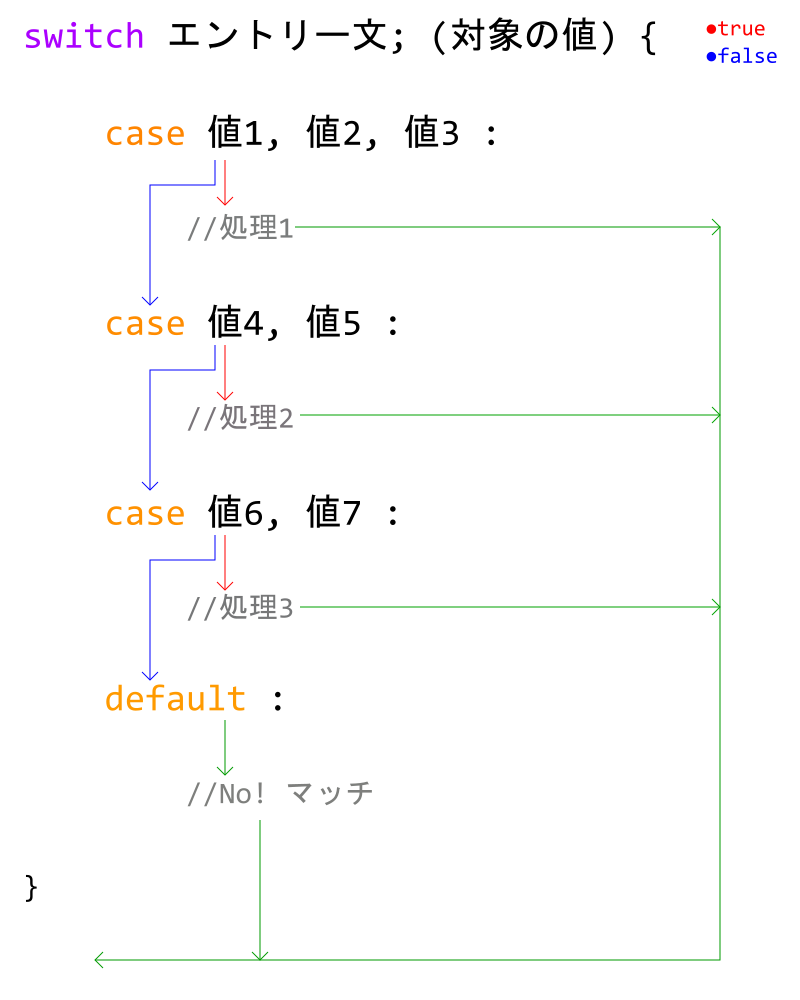 switch エントリー文; (対象の値) {
●true
●false
case 値1, 値2, 値3 :
//処理1
case 値4, 値5 :
//処理2
case 値6, 値7 :
//処理3
default :
//No! マッチ
}